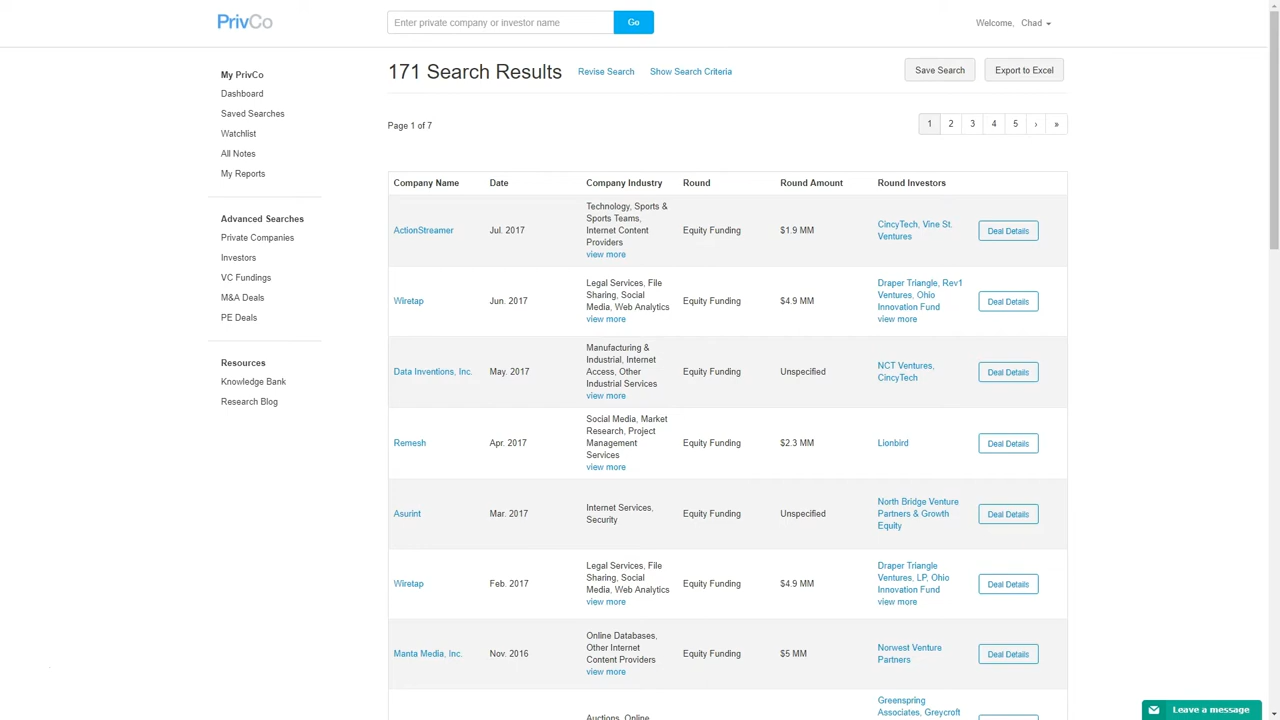 PrivCo
Enter private company or investor name
Go
Welcome, Chad
My PrivCo
Dashboard
Saved Searches
Watchlist
All Notes
My Reports
Advanced Searches
Private Companies
Investors
VC Fundings
M&A Deals
PE Deals
Resources
Knowledge Bank
Research Blog
171 Search Results
Revise Search
Show Search Criteria
Save Search
Export to Excel
Page 1 of 7
1 2 3 4 5 › »
Company Name Date Company Industry Round Round Amount Round Investors
ActionStreamer
Jul. 2017
Technology, Sports &
Sports Teams,
Internet Content
Providers
view more
Equity Funding
$1.9 MM
CincyTech, Vine St.
Ventures
Deal Details
Wiretap
Jun. 2017
Legal Services, File
Sharing, Social
Media, Web Analytics
view more
Equity Funding
$4.9 MM
Draper Triangle, Rev1
Ventures, Ohio
Innovation Fund
view more
Deal Details
Data Inventions, Inc.
May. 2017
Manufacturing &
Industrial, Internet
Access, Other
Industrial Services
view more
Equity Funding
Unspecified
NCT Ventures,
CincyTech
Deal Details
Remesh
Apr. 2017
Social Media, Market
Research, Project
Management
Services
view more
Equity Funding
$2.3 MM
Lionbird
Deal Details
Asurint
Mar. 2017
Internet Services,
Security
Equity Funding
Unspecified
North Bridge Venture
Partners & Growth
Equity
Deal Details
Wiretap
Feb. 2017
Legal Services, File
Sharing, Social
Media, Web Analytics
view more
Equity Funding
$4.9 MM
Draper Triangle
Ventures, LP, Ohio
Innovation Fund
view more
Deal Details
Manta Media, Inc.
Nov. 2016
Online Databases,
Other Internet
Content Providers
view more
Equity Funding
$5 MM
Norwest Venture
Partners
Deal Details
Auctions, Online
Greenspring
Associates, Greycroft
Leave a message